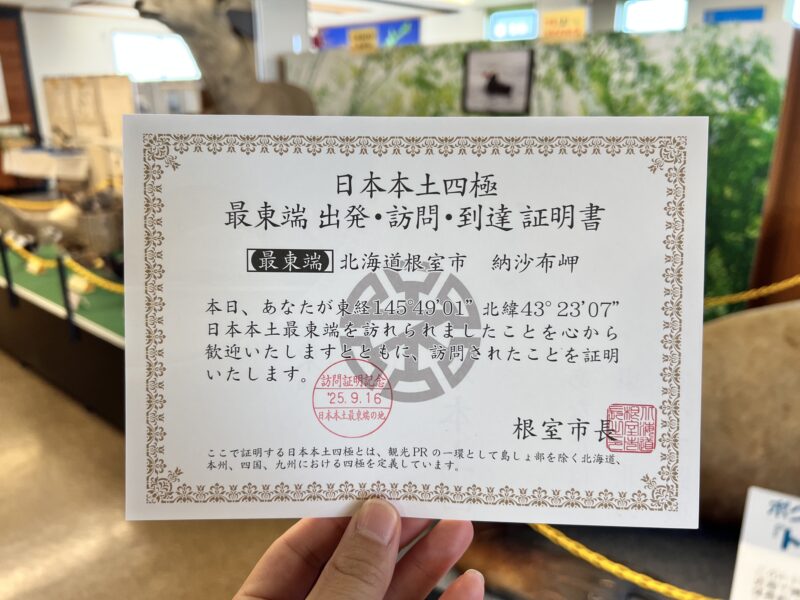 日本本土四極
最東端 出発・訪問・到達 証明書
最東端 北海道根室市 納沙布岬
本日、あなたが東経145°49'01" 北緯43°23'07"
日本本土最東端を訪れられましたことを心から
歓迎いたしますとともに、訪問されたことを証明
いたします。
訪問証明記念
'25.9.16
日本本土最東端の地
根室市長
ここで証明する日本本土四極とは、観光PRの一環として島しょ部を除く北海道、
本州、四国、九州における四極を定義しています。